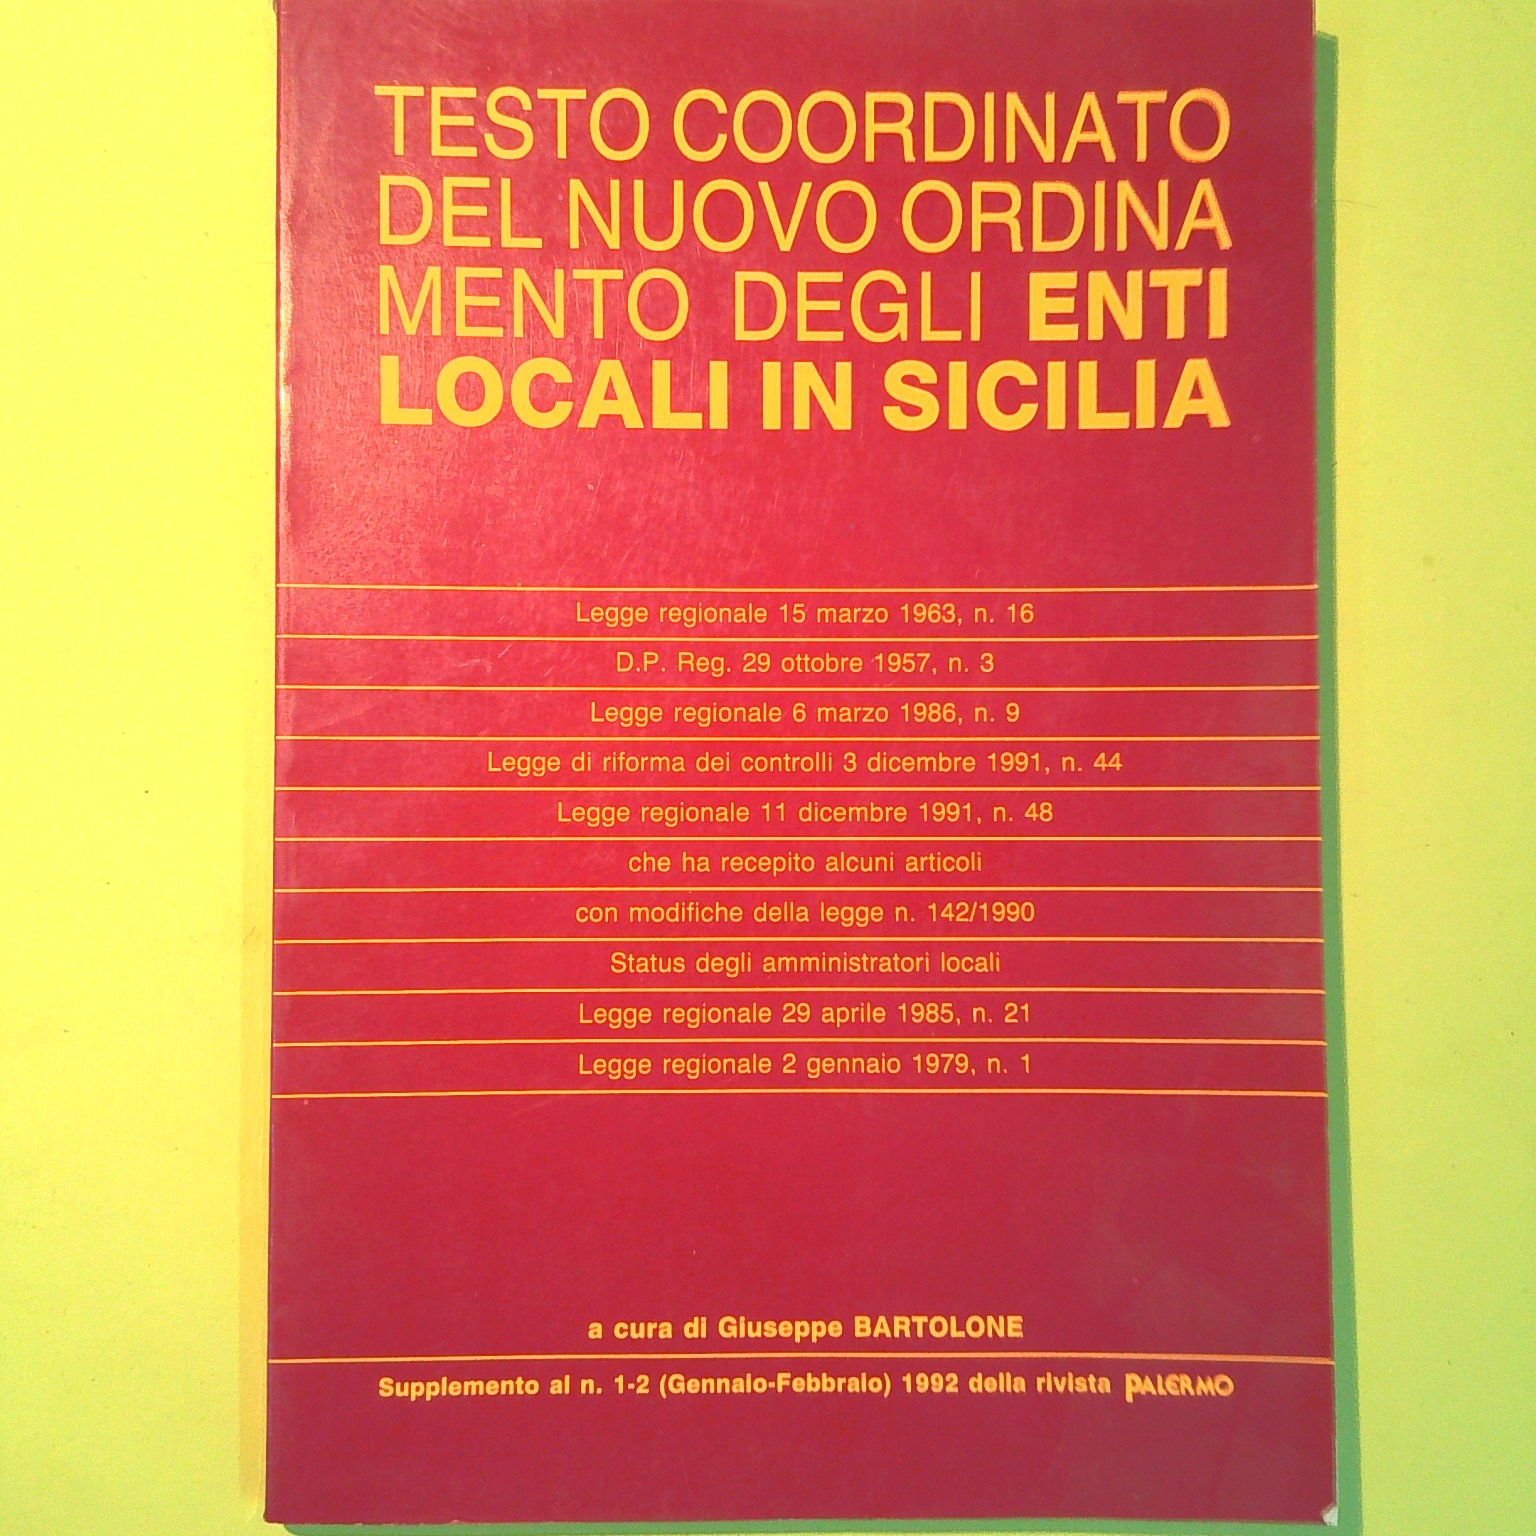 TESTO COORDINATO
DEL NUOVO ORDINA
MENTO DEGLI ENTI
LOCALI IN SICILIA
Legge regionale 15 marzo 1963, n. 16
D.P. Reg. 29 ottobre 1957, n. 3
Legge regionale 6 marzo 1986, n. 9
Legge di riforma dei controlli 3 dicembre 1991, n. 44
Legge regionale 11 dicembre 1991, n. 48
che ha recepito alcuni articoli
con modifiche della legge n. 142/1990
Status degli amministratori locali
Legge regionale 29 aprile 1985, n. 21
Legge regionale 2 gennaio 1979, n. 1
a cura di Giuseppe BARTOLONE
Supplemento al n. 1-2 (Gennaio-Febbraio) 1992 della rivista PALERMO